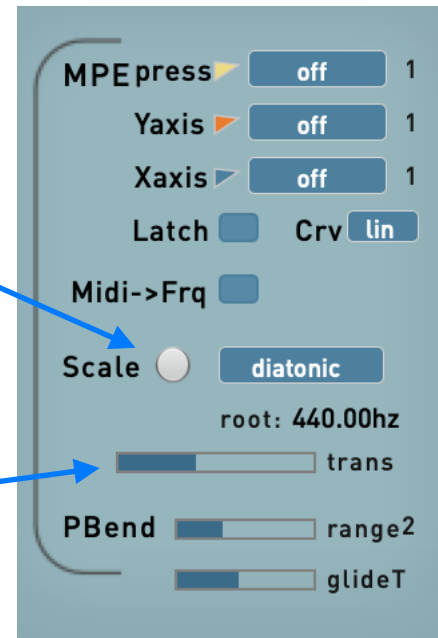 MPE press off 1
Yaxis off 1
Xaxis off 1
Latch Crv lin
Midi->Frq
Scale diatonic
root: 440.00hz
trans
PBend range2
glideT